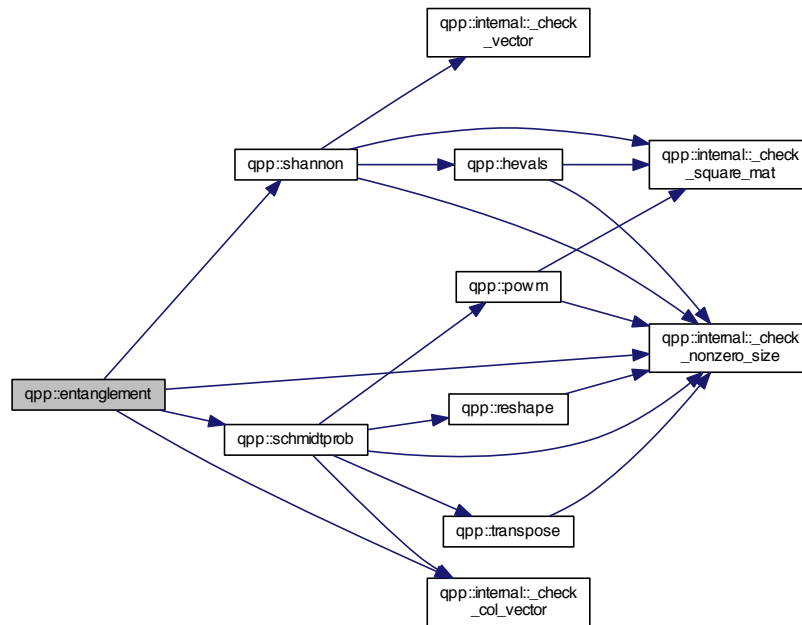 qpp::internal::_check
_vector
qpp::shannon
qpp::hevals
qpp::internal::_check
_square_mat
qpp::powm
qpp::internal::_check
_nonzero_size
qpp::entanglement
qpp::reshape
qpp::schmidtprob
qpp::transpose
qpp::internal::_check
_col_vector